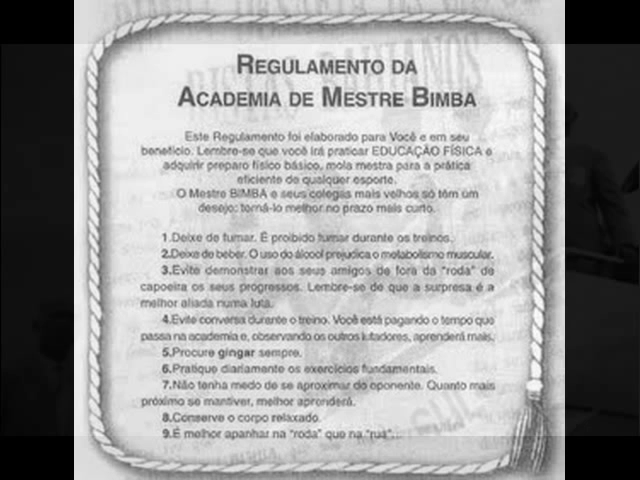 REGULAMENTO DA
ACADEMIA DE MESTRE BIMBA
Este Regulamento foi elaborado para Você e em seu
benefício. Lembre-se que você irá praticar EDUCAÇÃO FÍSICA e
adquirir preparo físico básico, mola mestra para a prática
eficiente de qualquer esporte.
O Mestre BIMBA e seus colegas mais velhos só têm um
desejo: torná-lo melhor no prazo mais curto.
1.Deixe de fumar. É proibido fumar durante os treinos.
2.Deixe de beber. O uso do álcool prejudica o metabolismo muscular.
3.Evite demonstrar aos seus amigos de fora da "roda" de
capoeira os seus progressos. Lembre-se de que a surpresa é a
melhor aliada numa luta.
4.Evite conversa durante o treino. Você está pagando o tempo que
passa na academia e, observando os outros lutadores, aprenderá mais.
5.Procure gingar sempre.
6.Pratique diariamente os exercícios fundamentais.
7.Não tenha medo de se aproximar do oponente. Quanto mais
próximo se mantiver, melhor aprenderá.
8.Conserve o corpo relaxado.
9.É melhor apanhar na "roda" que na "rua"...